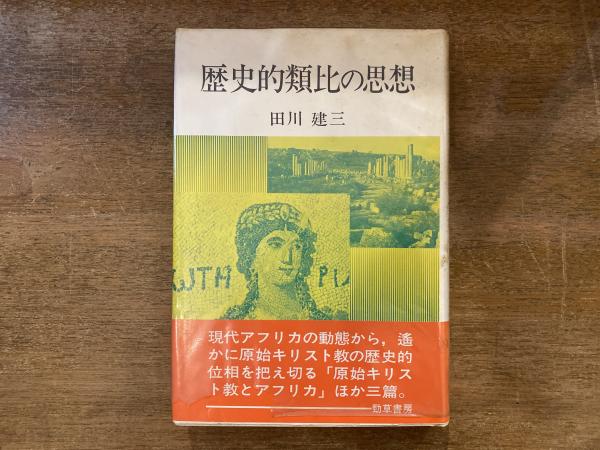 歴史的類比の思想
田川 建三
ωTH PIA
現代アフリカの動態から，遙
かに原始キリスト教の歴史的
位相を把え切る「原始キリス
ト教とアフリカ」ほか三篇。
勁草書房